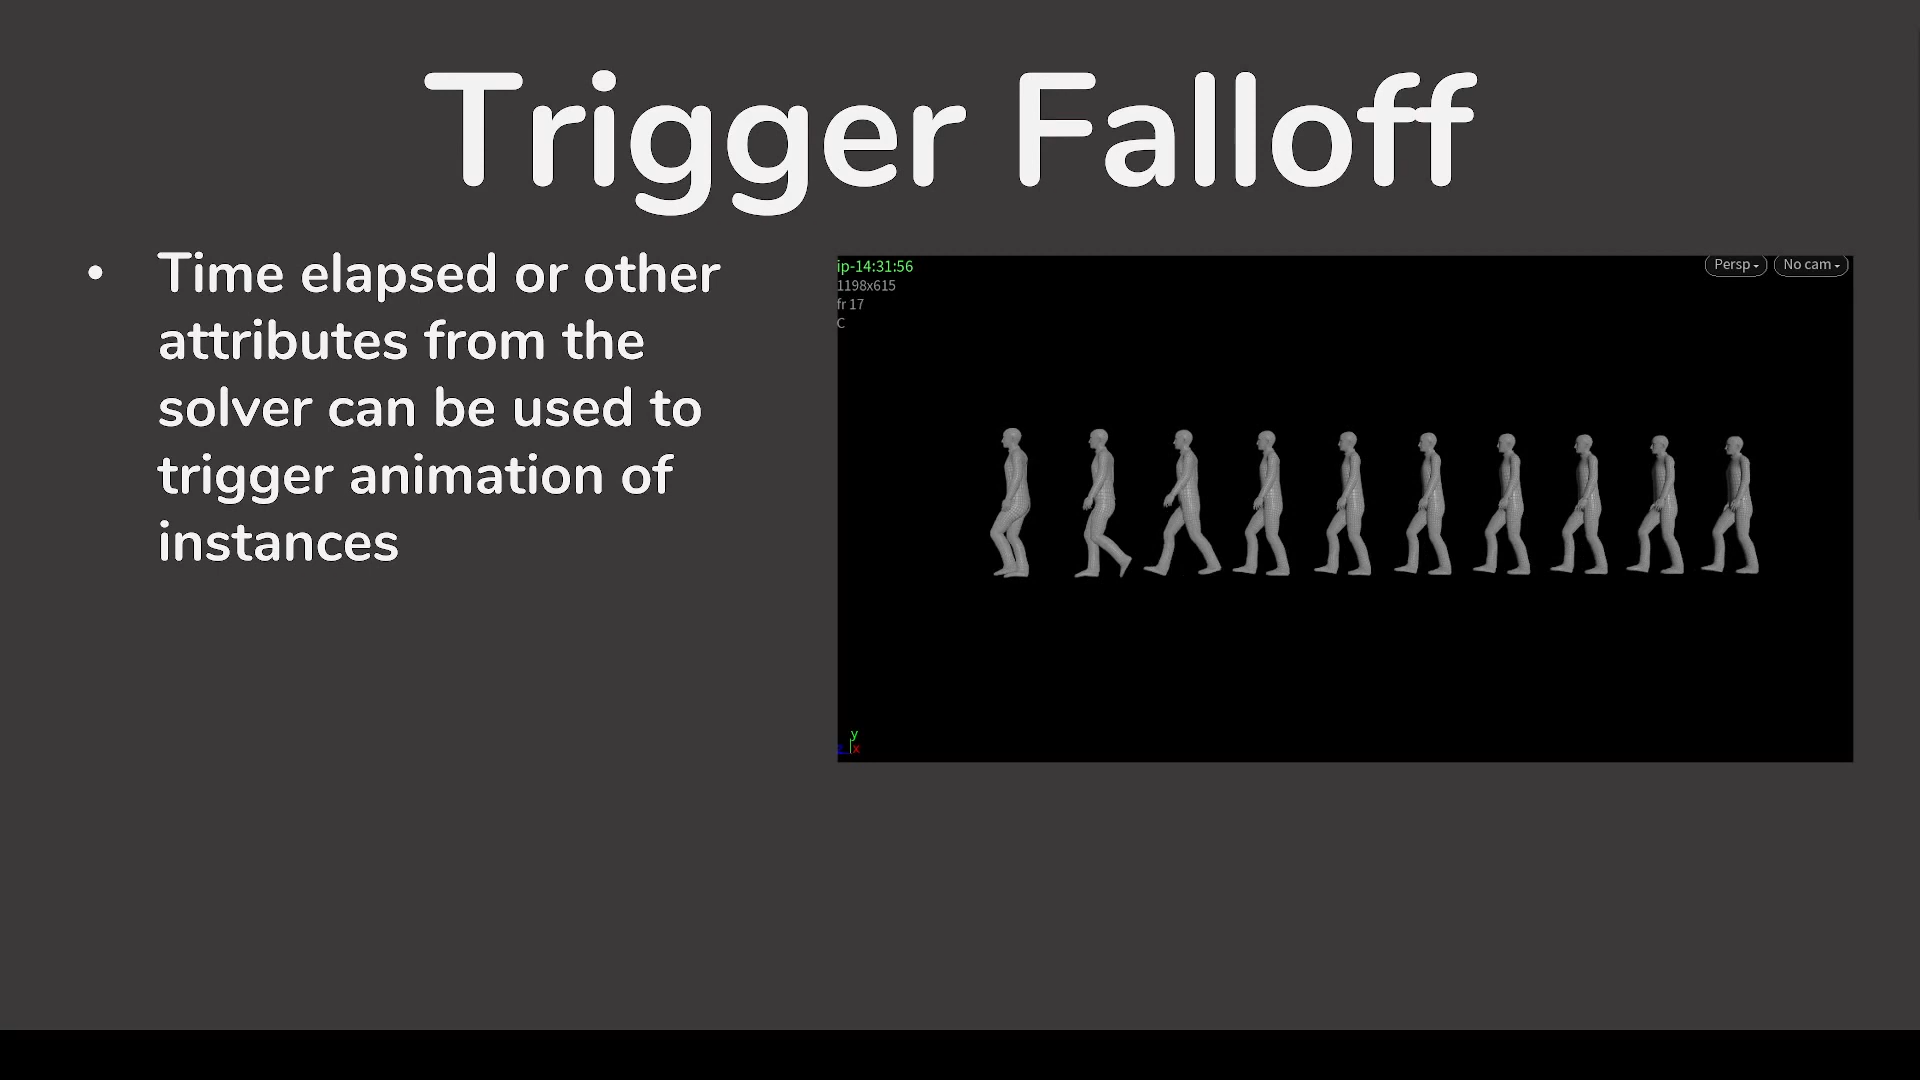 Trigger Falloff
• Time elapsed or other
attributes from the
solver can be used to
trigger animation of
instances
ip-14:31:56
1198x615
fr 17
C
Persp
No cam
y
x